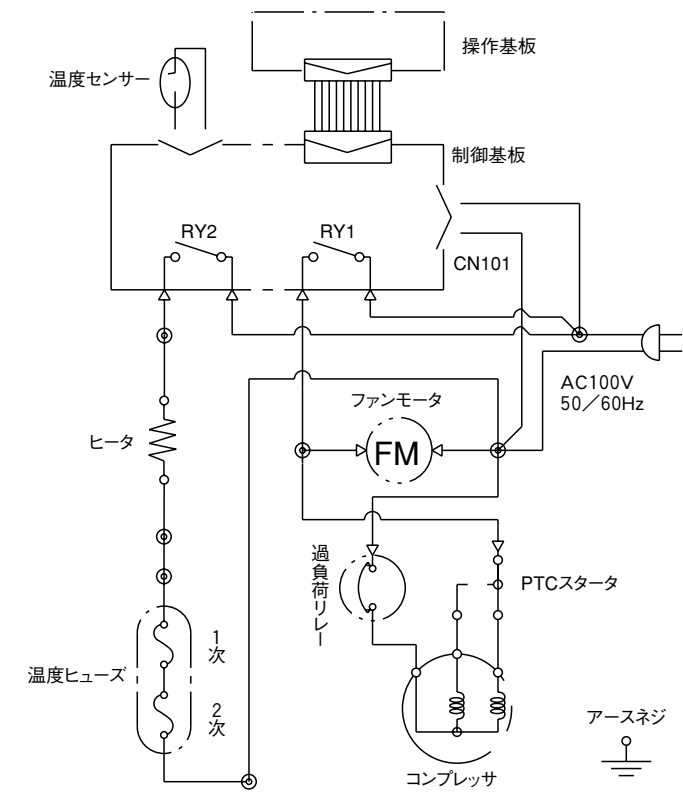 操作基板
温度センサー
制御基板
RY2
RY1
CN101
AC100V
50／60Hz
ファンモータ
FM
ヒータ
過負荷リレー
PTCスタータ
1次
温度ヒューズ
2次
アースネジ
コンプレッサ